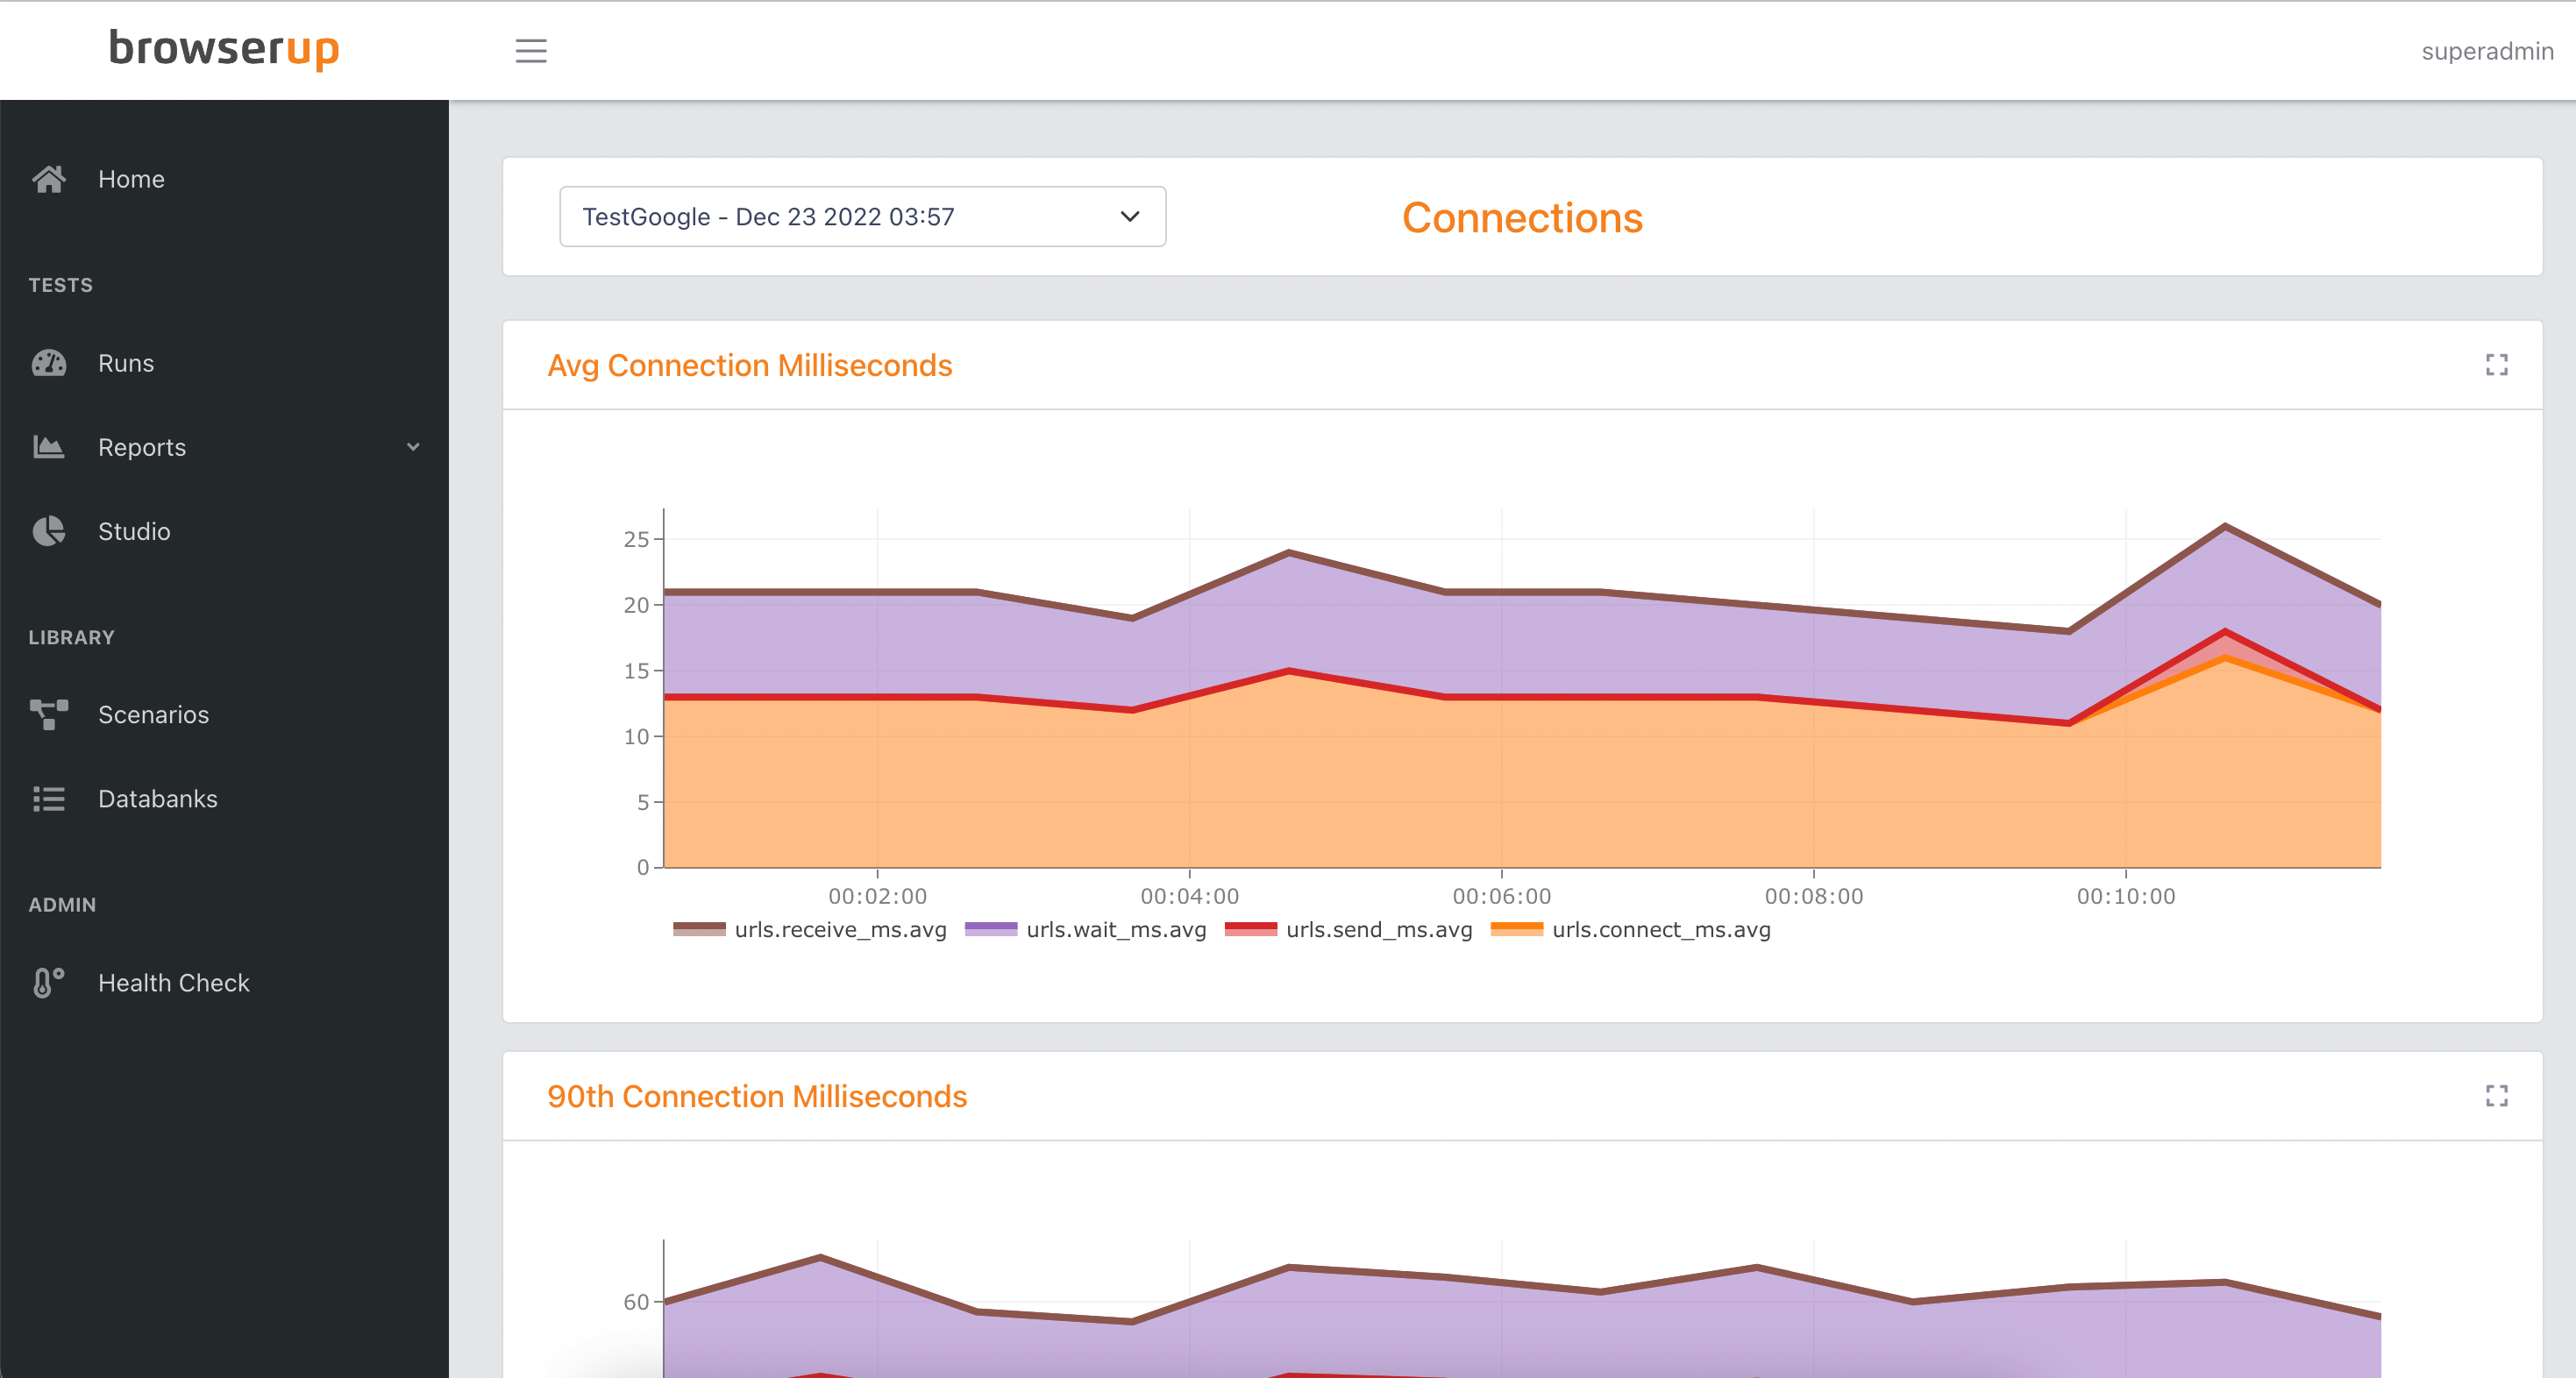 browserup
superadmin
Home
TESTS
Runs
Reports
Studio
LIBRARY
Scenarios
Databanks
ADMIN
Health Check
TestGoogle - Dec 23 2022 03:57
Connections
Avg Connection Milliseconds
25
20
15
10
5
0
00:02:00 00:04:00 00:06:00 00:08:00 00:10:00
urls.receive_ms.avg urls.wait_ms.avg urls.send_ms.avg urls.connect_ms.avg
90th Connection Milliseconds
60